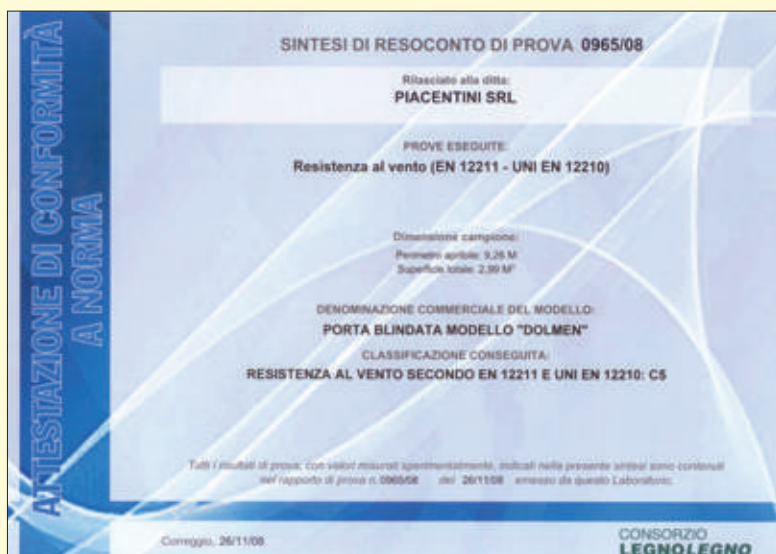 ATTESTAZIONE DI CONFORMITÀ
A NORMA
SINTESI DI RESOCONTO DI PROVA 0965/08
Rilasciato alla ditta:
PIACENTINI SRL
PROVE ESEGUITE:
Resistenza al vento (EN 12211 - UNI EN 12210)
Dimensione campione:
Perimetro apribile: 9,26 M
Superficie totale: 2,99 M²
DENOMINAZIONE COMMERCIALE DEL MODELLO:
PORTA BLINDATA MODELLO "DOLMEN"
CLASSIFICAZIONE CONSEGUITA:
RESISTENZA AL VENTO SECONDO EN 12211 E UNI EN 12210: C5
Tutti i risultati di prova, con valori misurati sperimentalmente, indicati nella presente sintesi sono contenuti
nel rapporto di prova n. 0965/08 del 26/11/08 emesso da questo Laboratorio.
Correggio, 26/11/08
CONSORZIO
LEGNOLEGNO